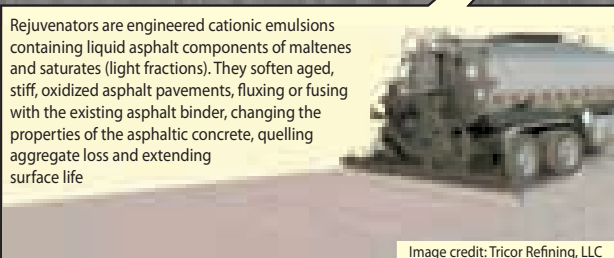 Rejuvenators are engineered cationic emulsions
containing liquid asphalt components of maltenes
and saturates (light fractions). They soften aged,
stiff, oxidized asphalt pavements, fluxing or fusing
with the existing asphalt binder, changing the
properties of the asphaltic concrete, quelling
aggregate loss and extending
surface life
Image credit: Tricor Refining, LLC